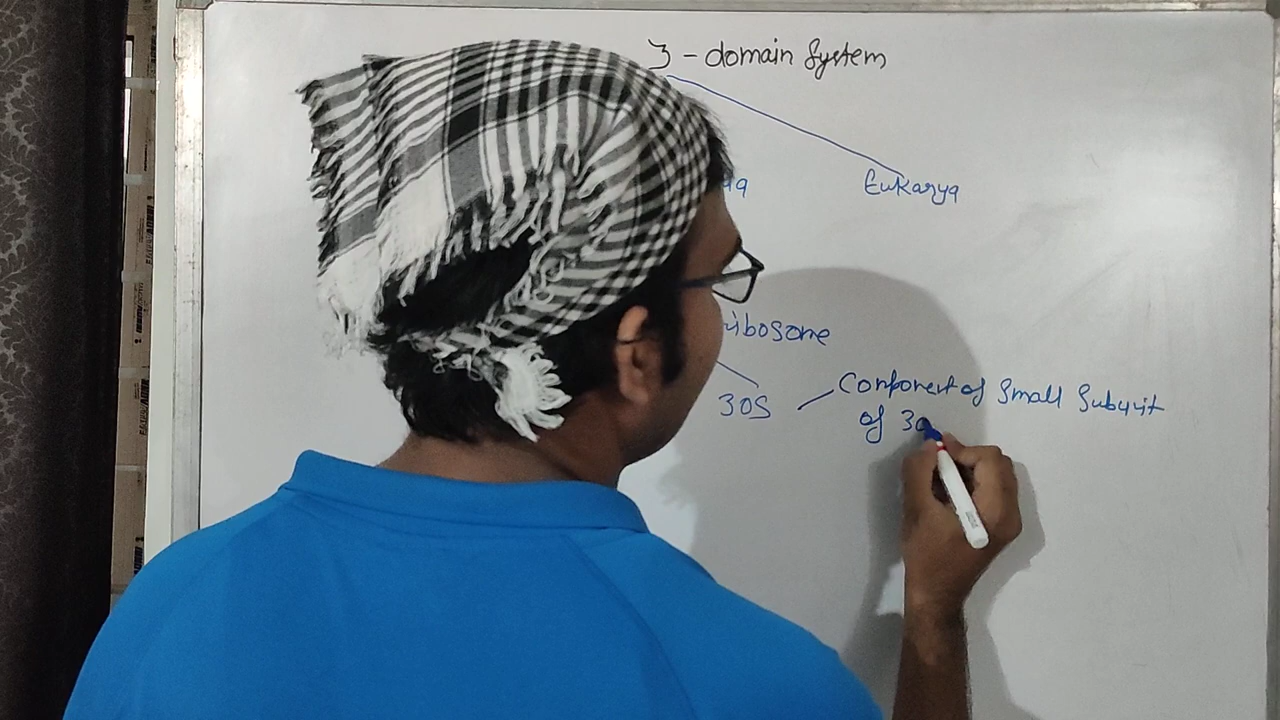 3 - domain System
Eukarya
ribosome
30S
Component of Small Subunit
of 30